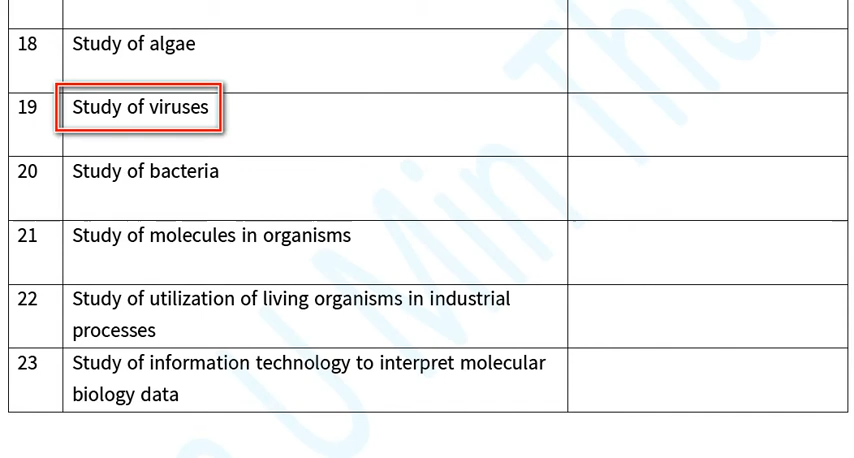 18 Study of algae
19 Study of viruses
20 Study of bacteria
21 Study of molecules in organisms
22 Study of utilization of living organisms in industrial
processes
23 Study of information technology to interpret molecular
biology data
U Min Thu